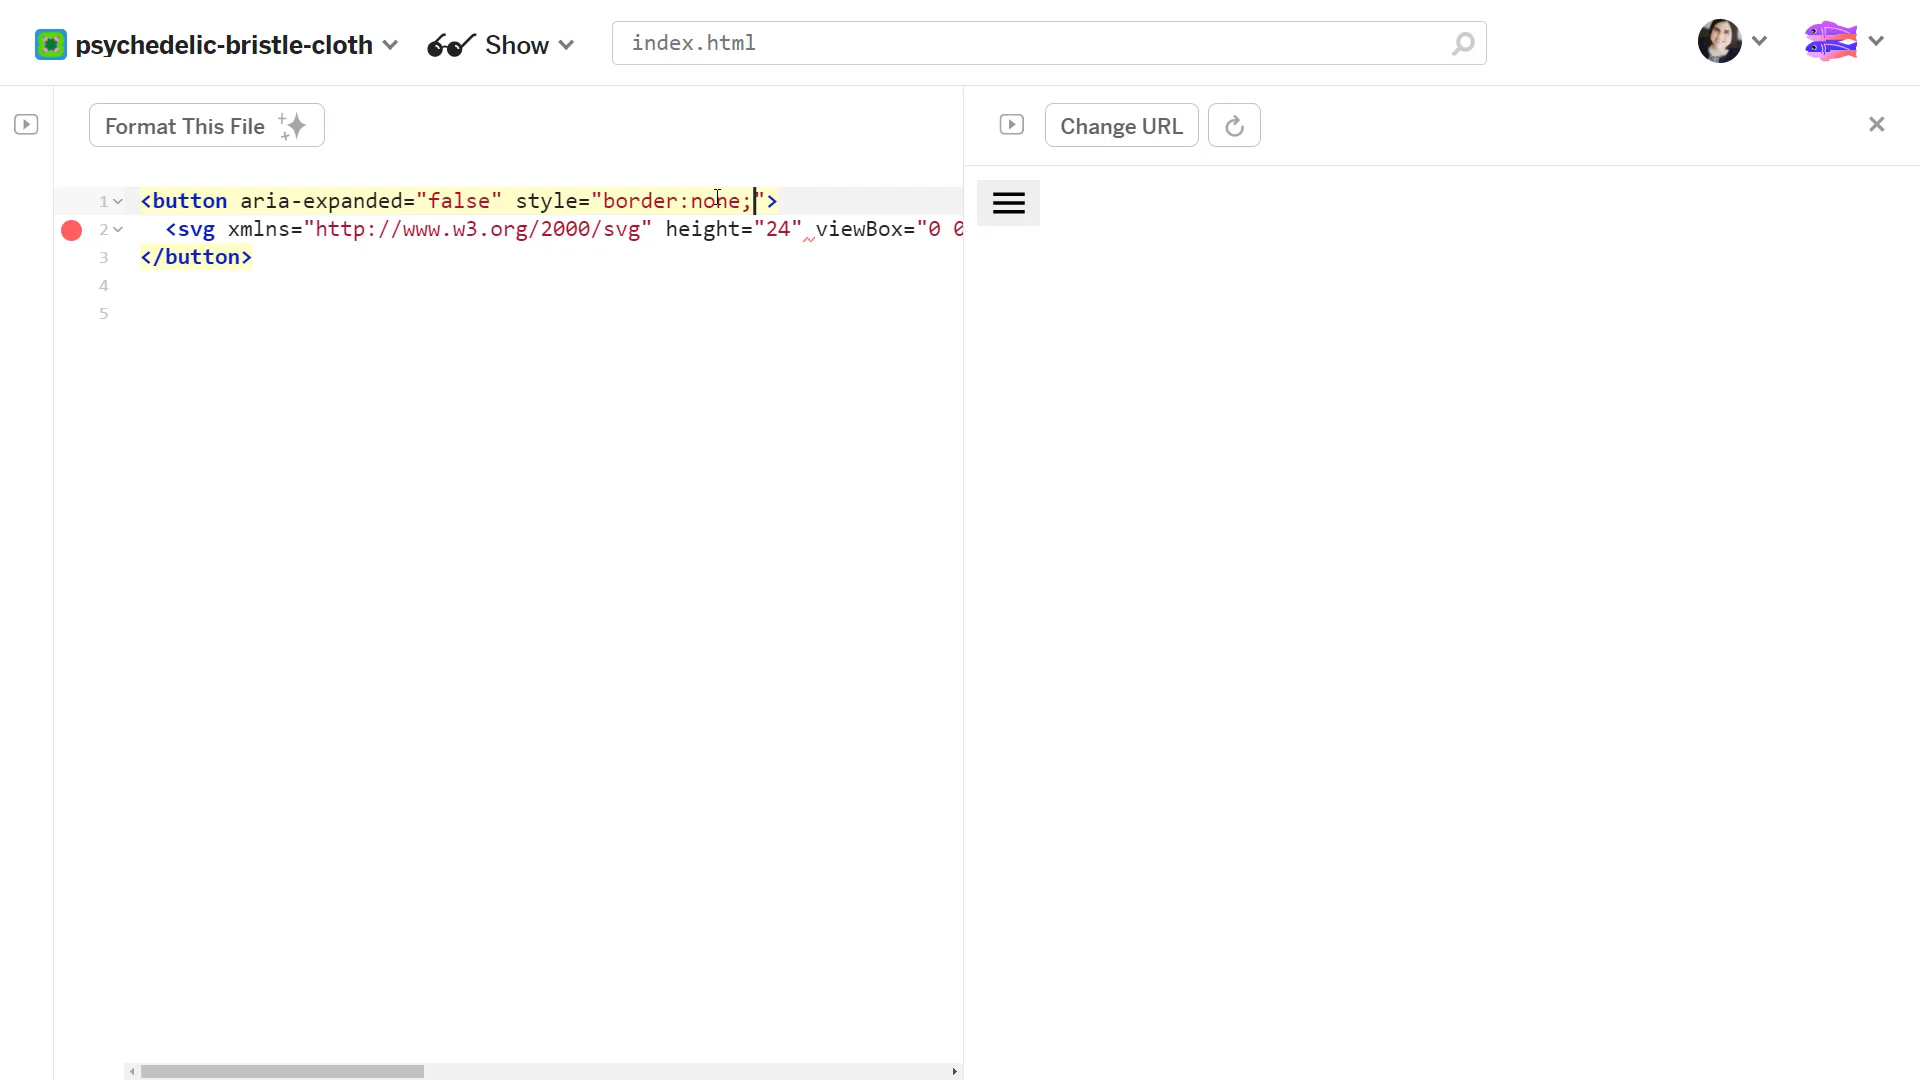 psychedelic-bristle-cloth
Show
index.html
Format This File
Change URL
1 <button aria-expanded="false" style="border:none;">
2 <svg xmlns="http://www.w3.org/2000/svg" height="24" viewBox="0 0
3 </button>
4
5